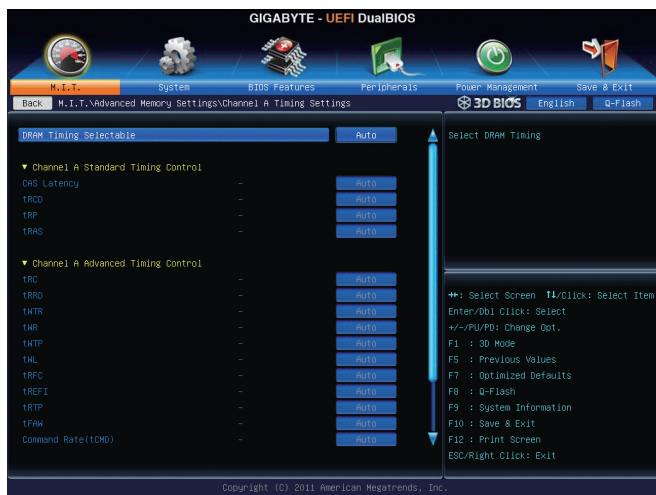 GIGABYTE - UEFI DualBIOS
M.I.T. System BIOS Features Peripherals Power Management Save & Exit
Back M.I.T.\Advanced Memory Settings\Channel A Timing Settings 3D BIOS English Q-Flash
DRAM Timing Selectable Auto
Select DRAM Timing
▼ Channel A Standard Timing Control
CAS Latency - Auto
tRCD - Auto
tRP - Auto
tRAS - Auto
▼ Channel A Advanced Timing Control
tRC - Auto
tRRD - Auto
tWTR - Auto
tWR - Auto
tWTP - Auto
tWL - Auto
tRFC - Auto
tREFI - Auto
tRTP - Auto
tFAW - Auto
Command Rate(tCMD) - Auto
→←: Select Screen ↑↓/Click: Select Item
Enter/Dbl Click: Select
+/-/PU/PD: Change Opt.
F1 : 3D Mode
F5 : Previous Values
F7 : Optimized Defaults
F8 : Q-Flash
F9 : System Information
F10 : Save & Exit
F12 : Print Screen
ESC/Right Click: Exit
Copyright (C) 2011 American Megatrends, Inc.